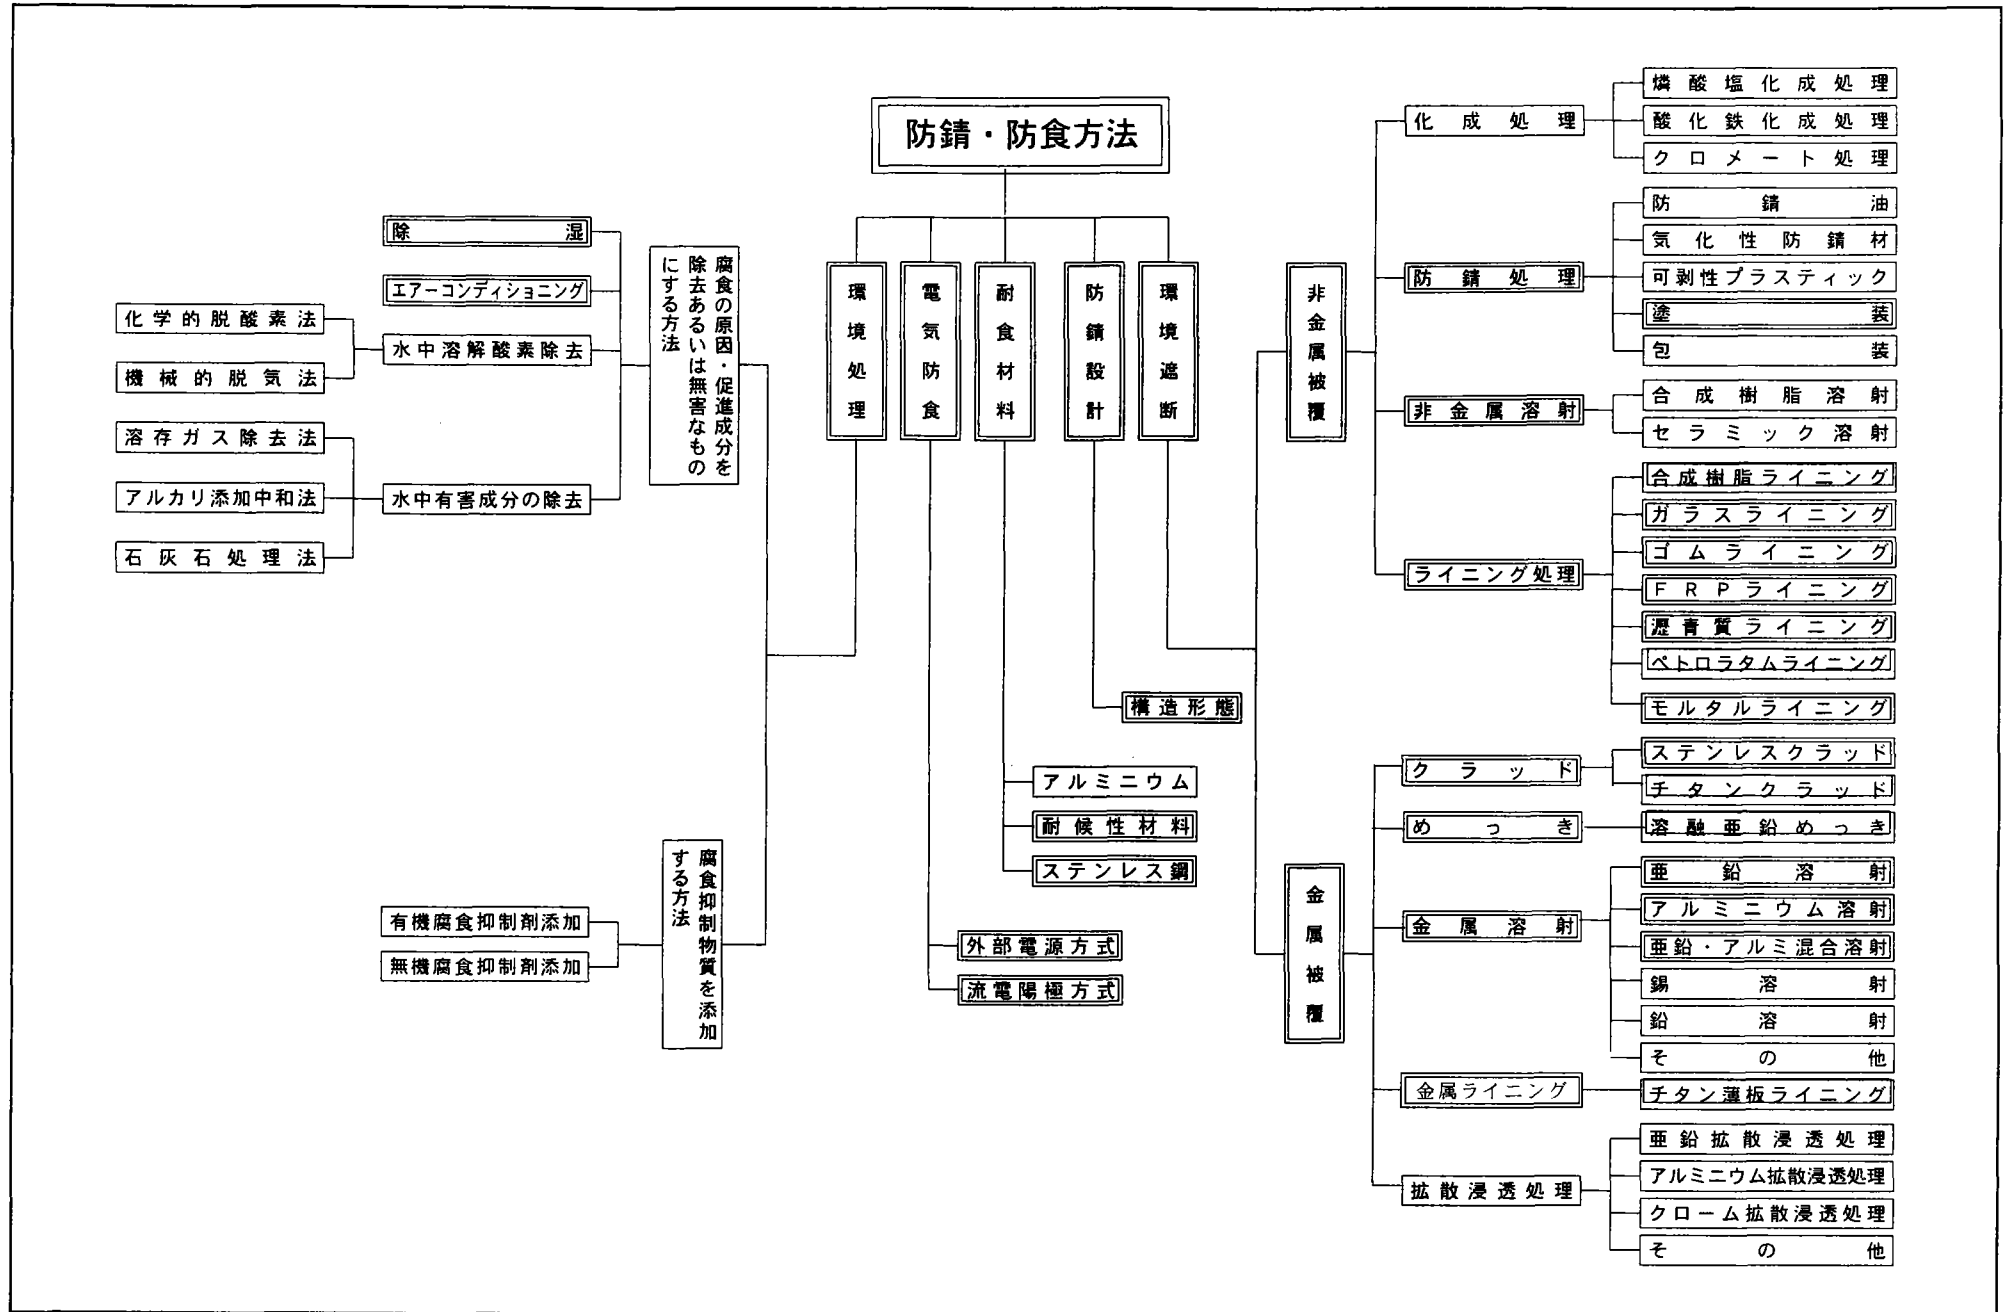 防錆・防食方法
環境処理
電気防食
耐食材料
防錆設計
環境遮断
腐食の原因・促進成分を
除去あるいは無害なもの
にする方法
除湿
エアーコンディショニング
水中溶解酸素除去
化学的脱酸素法
機械的脱気法
水中有害成分の除去
溶存ガス除去法
アルカリ添加中和法
石灰石処理法
腐食抑制物質を添加
する方法
有機腐食抑制剤添加
無機腐食抑制剤添加
外部電源方式
流電陽極方式
アルミニウム
耐候性材料
ステンレス鋼
構造形態
非金属被覆
化成処理
燐酸塩化成処理
酸化鉄化成処理
クロメート処理
防錆処理
防錆油
気化性防錆材
可剥性プラスティック
塗装
包装
非金属溶射
合成樹脂溶射
セラミック溶射
ライニング処理
合成樹脂ライニング
ガラスライニング
ゴムライニング
FRPライニング
瀝青質ライニング
ペトロラタムライニング
モルタルライニング
金属被覆
クラッド
ステンレスクラッド
チタンクラッド
めっき
溶融亜鉛めっき
金属溶射
亜鉛溶射
アルミニウム溶射
亜鉛・アルミ混合溶射
錫溶射
鉛溶射
その他
金属ライニング
チタン薄板ライニング
拡散浸透処理
亜鉛拡散浸透処理
アルミニウム拡散浸透処理
クローム拡散浸透処理
その他